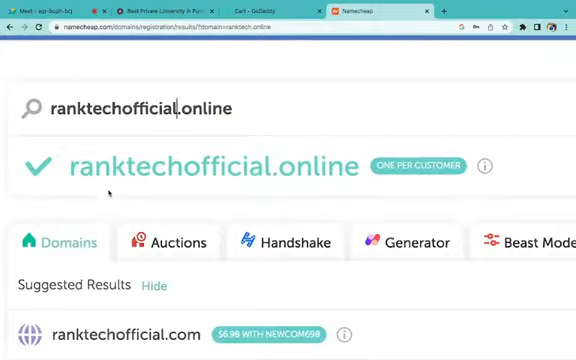 Meet - azr-buph-bcj
Best Private University in Pun
Cart - GoDaddy
Namecheap
namecheap.com/domains/registration/results/?domain=ranktech.online
ranktechofficial.online
ranktechofficial.online ONE PER CUSTOMER
Domains
Auctions
Handshake
Generator
Beast Mode
Suggested Results Hide
ranktechofficial.com $6.98 WITH NEWCOM698